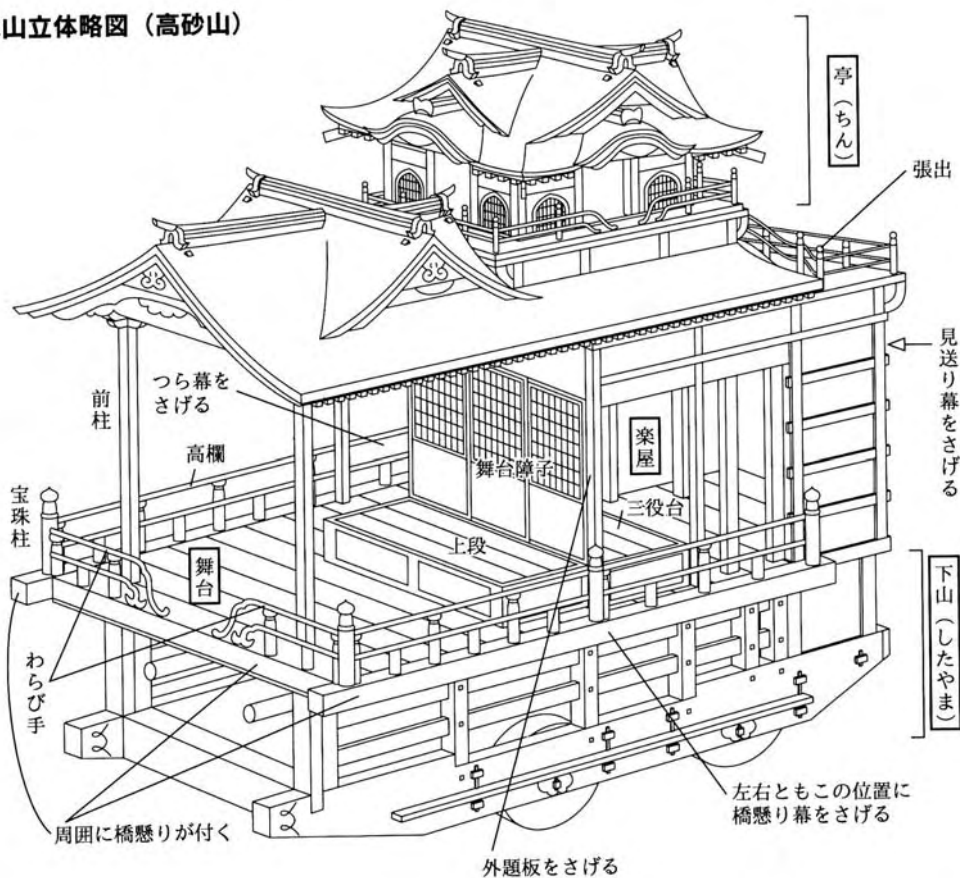 山立体略図（高砂山）
亭（ちん）
張出
見送り幕をさげる
つら幕を
さげる
前柱
高欄
宝珠柱
舞台障子
楽屋
三役台
上段
舞台
下山（したやま）
わらび手
周囲に橋懸りが付く
左右ともこの位置に
橋懸り幕をさげる
外題板をさげる